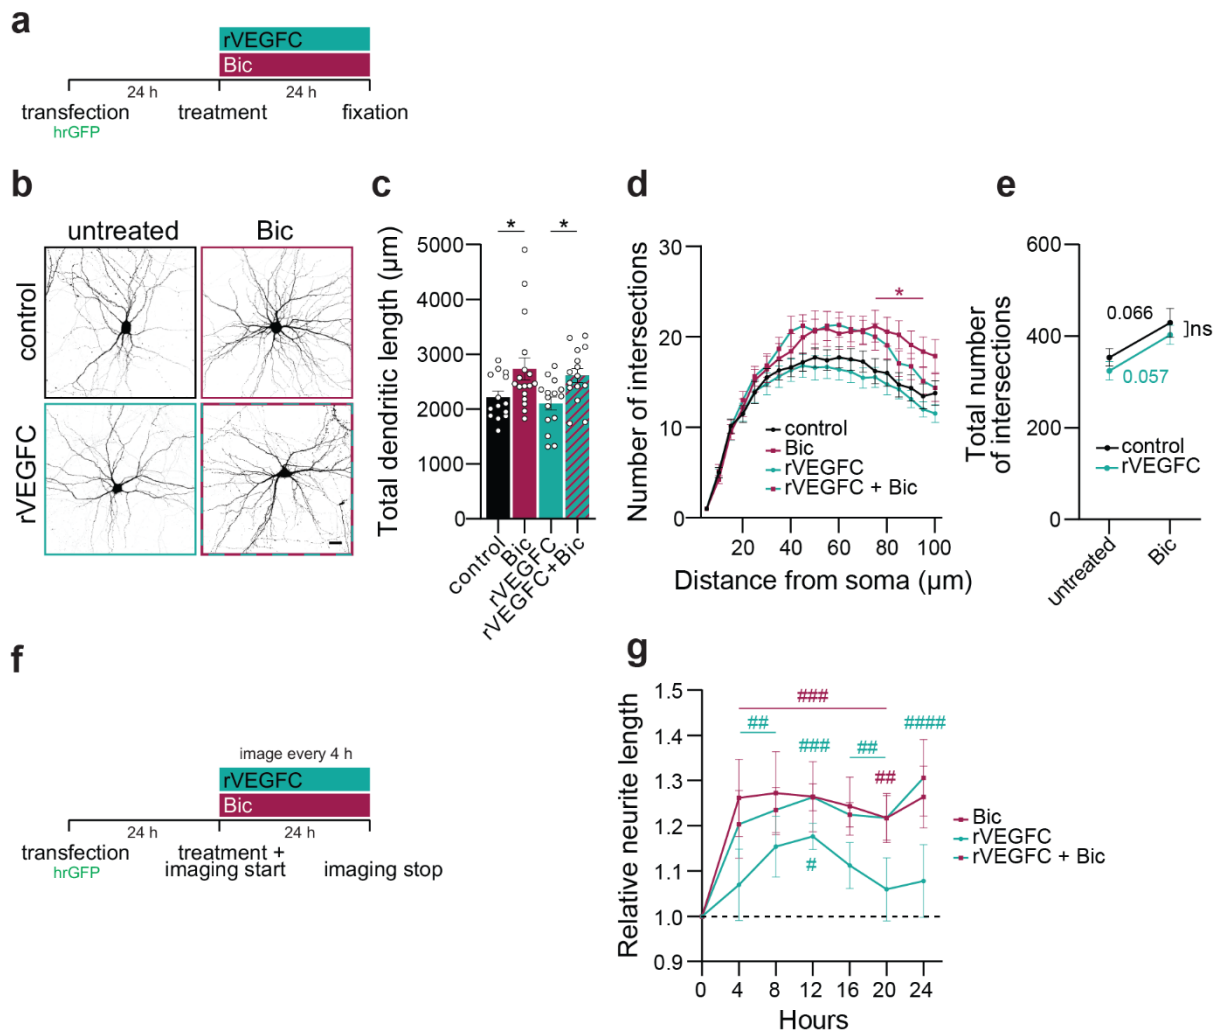 a
rVEGFC
Bic
24 h
24 h
transfection
treatment
fixation
hrGFP
b
untreated
Bic
control
rVEGFC
c
Total dendritic length (µm)
5000
4000
3000
2000
1000
0
*
*
control
Bic
rVEGFC
rVEGFC+Bic
d
Number of intersections
30
20
10
0
*
control
Bic
rVEGFC
rVEGFC + Bic
20
40
60
80
100
Distance from soma (µm)
e
Total number
of intersections
600
400
200
0
0.066
0.057
ns
control
rVEGFC
untreated
Bic
f
image every 4 h
rVEGFC
Bic
24 h
24 h
transfection
treatment +
imaging start
imaging stop
hrGFP
g
Relative neurite length
1.5
1.4
1.3
1.2
1.1
1.0
0.9
###
##
###
##
####
##
#
Bic
rVEGFC
rVEGFC + Bic
0
4
8
12
16
20
24
Hours